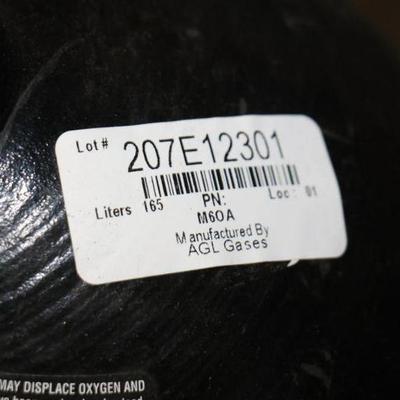 Lot# 207E12301
Liters 165 PN: Loc: 01
M60A
Manufactured By
AGL Gases
MAY DISPLACE OXYGEN AND